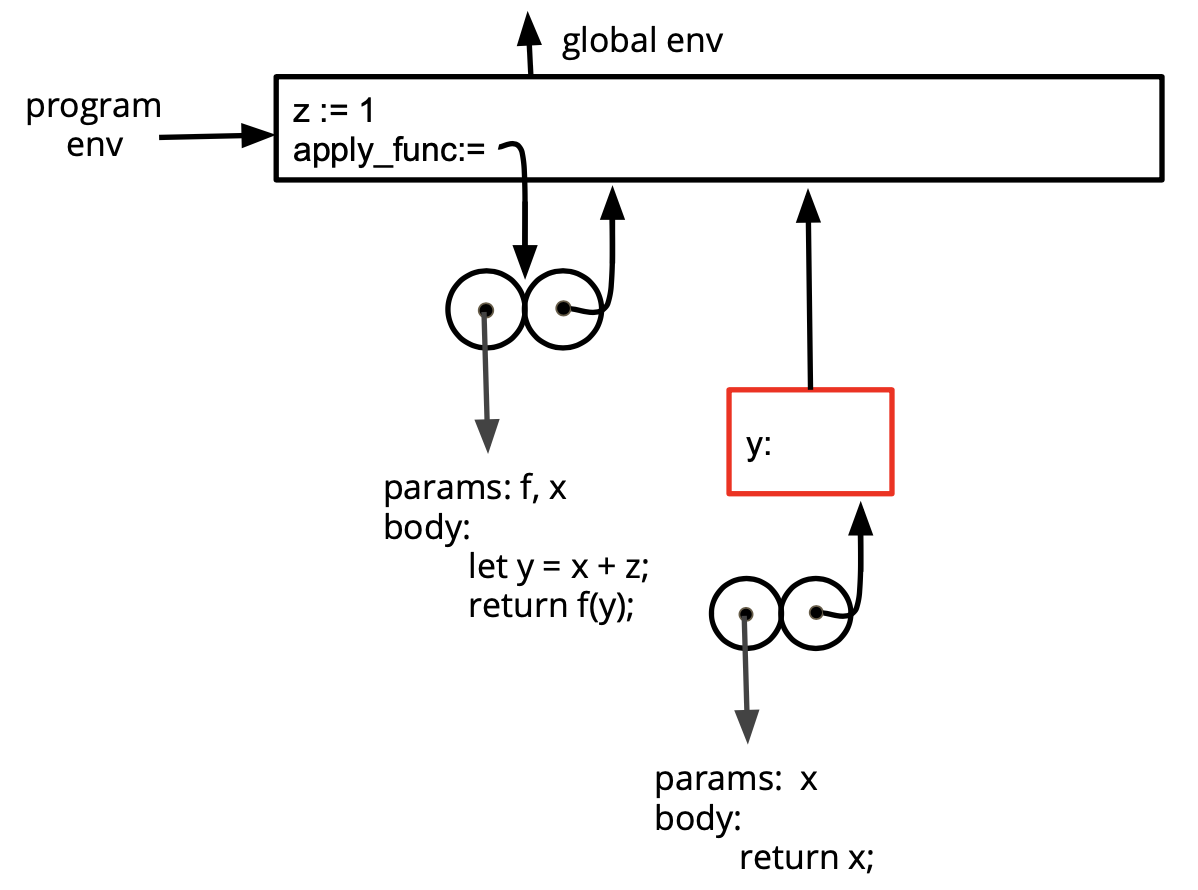 global env
program
env
z := 1
apply_func:=
params: f, x
body:
let y = x + z;
return f(y);
y:
params:  x
body:
return x;